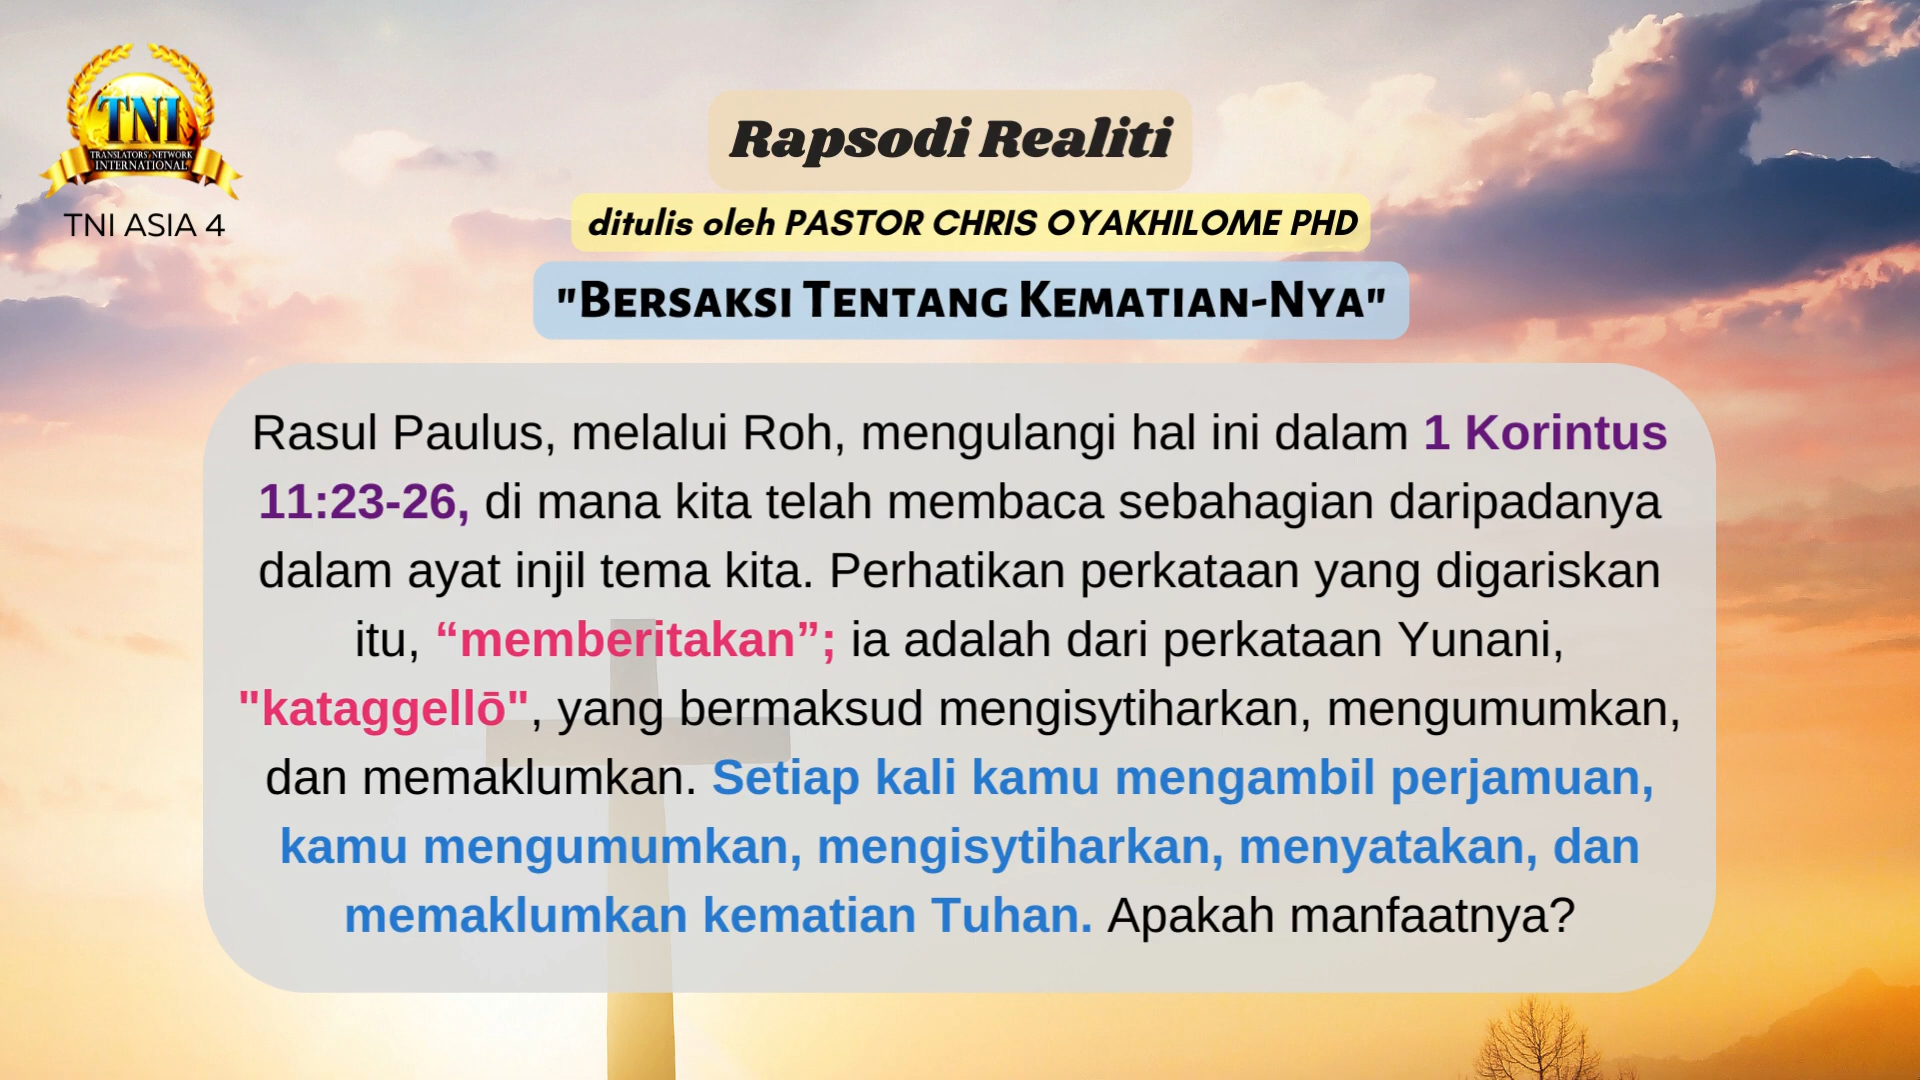 TNI
TRANSLATORS NETWORK
INTERNATIONAL
TNI ASIA 4
Rapsodi Realiti
ditulis oleh PASTOR CHRIS OYAKHILOME PHD
"Bersaksi Tentang Kematian-Nya"
Rasul Paulus, melalui Roh, mengulangi hal ini dalam 1 Korintus
11:23-26, di mana kita telah membaca sebahagian daripadanya
dalam ayat injil tema kita. Perhatikan perkataan yang digariskan
itu, “memberitakan”; ia adalah dari perkataan Yunani,
"kataggellō", yang bermaksud mengisytiharkan, mengumumkan,
dan memaklumkan. Setiap kali kamu mengambil perjamuan,
kamu mengumumkan, mengisytiharkan, menyatakan, dan
memaklumkan kematian Tuhan. Apakah manfaatnya?